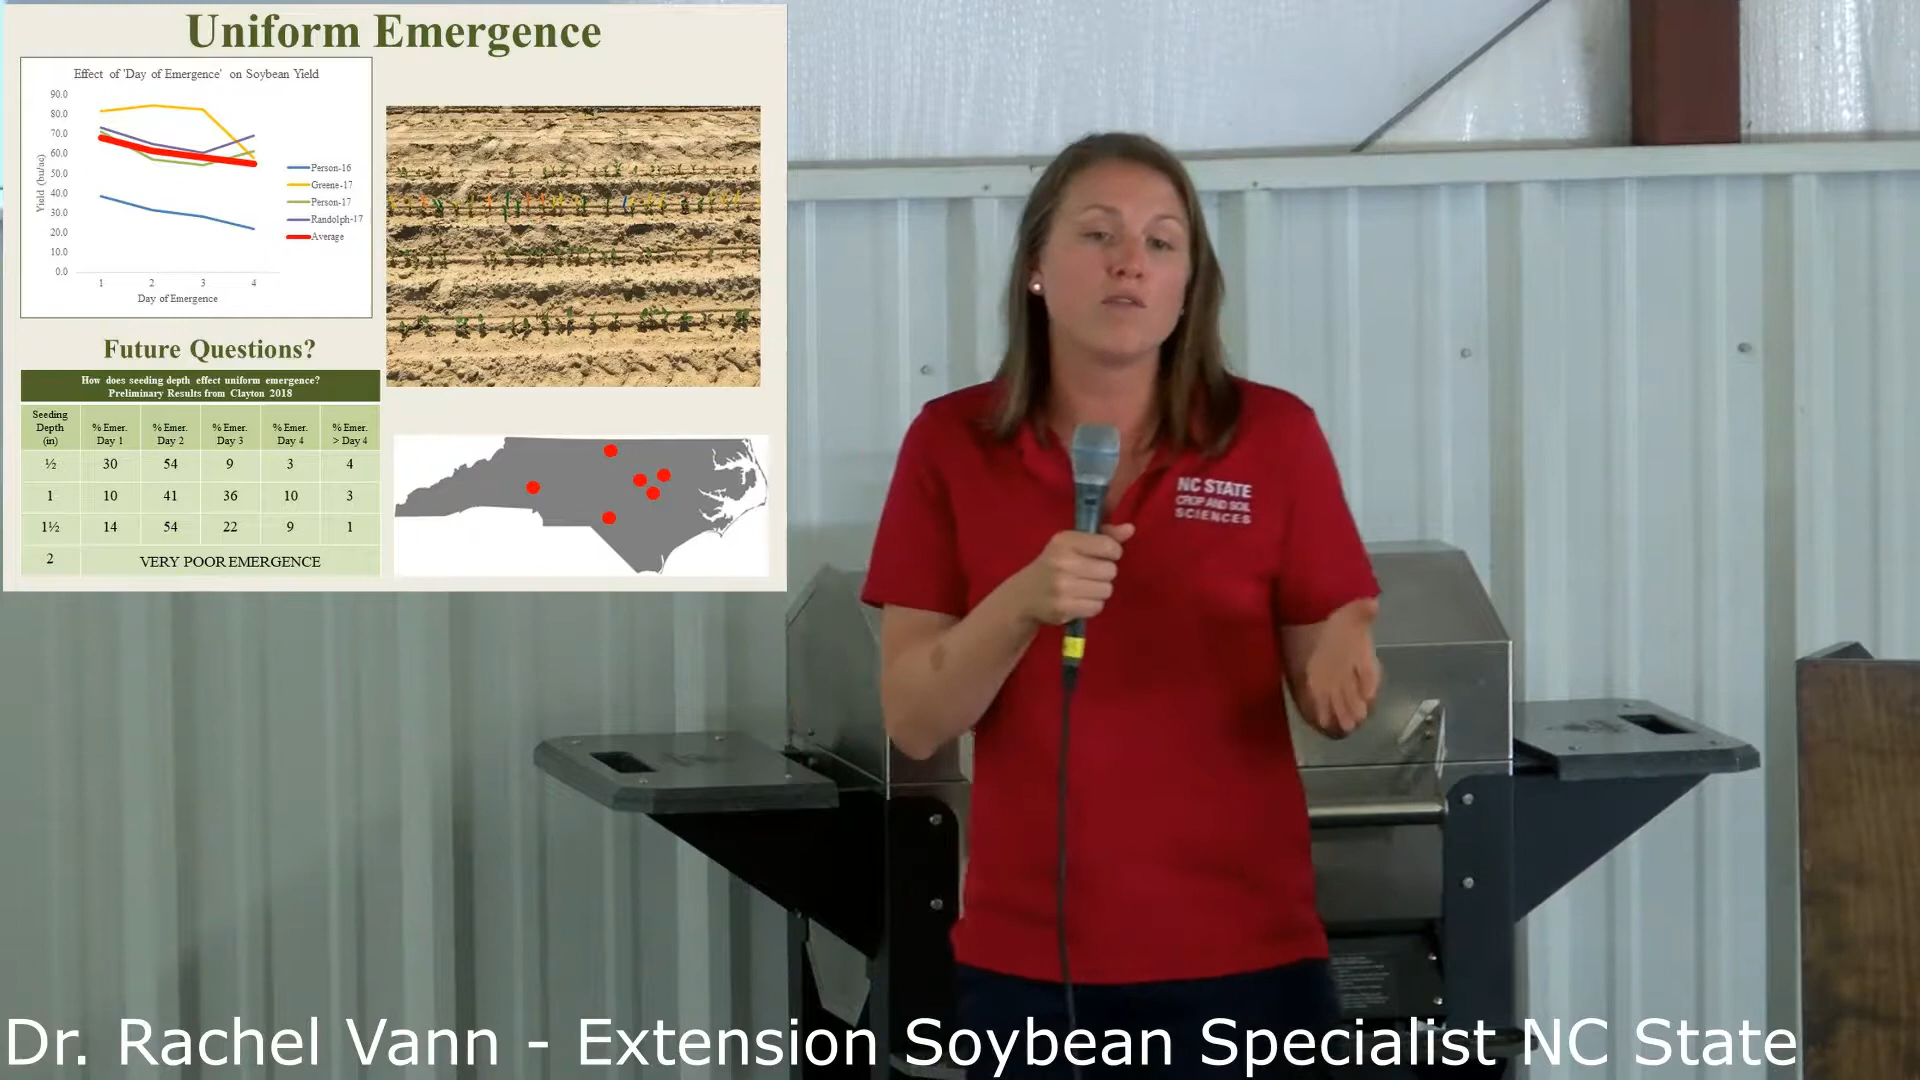 Uniform Emergence
Effect of 'Day of Emergence' on Soybean Yield
90.0
80.0
70.0
60.0
50.0
40.0
30.0
20.0
10.0
0.0
Yield (bu/ac)
1 2 3 4
Day of Emergence
Person-16
Greene-17
Person-17
Randolph-17
Average
Future Questions?
How does seeding depth effect uniform emergence?
Preliminary Results from Clayton 2018
Seeding Depth (in) % Emer. Day 1 % Emer. Day 2 % Emer. Day 3 % Emer. Day 4 % Emer. > Day 4
½ 30 54 9 3 4
1 10 41 36 10 3
1½ 14 54 22 9 1
2 VERY POOR EMERGENCE
NC STATE
CROP AND SOIL
SCIENCES
Dr. Rachel Vann - Extension Soybean Specialist NC State